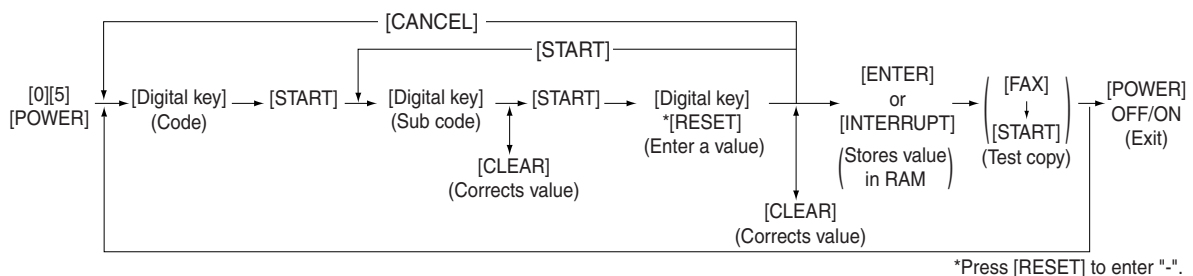 [CANCEL]
[START]
[0][5]
[POWER]
[Digital key]
(Code)
[START]
[Digital key]
(Sub code)
[CLEAR]
(Corrects value)
[START]
[Digital key]
*[RESET]
(Enter a value)
[CLEAR]
(Corrects value)
[ENTER]
or
[INTERRUPT]
(Stores value
in RAM)
([FAX]
[START])
(Test copy)
[POWER]
OFF/ON
(Exit)
*Press [RESET] to enter "-".